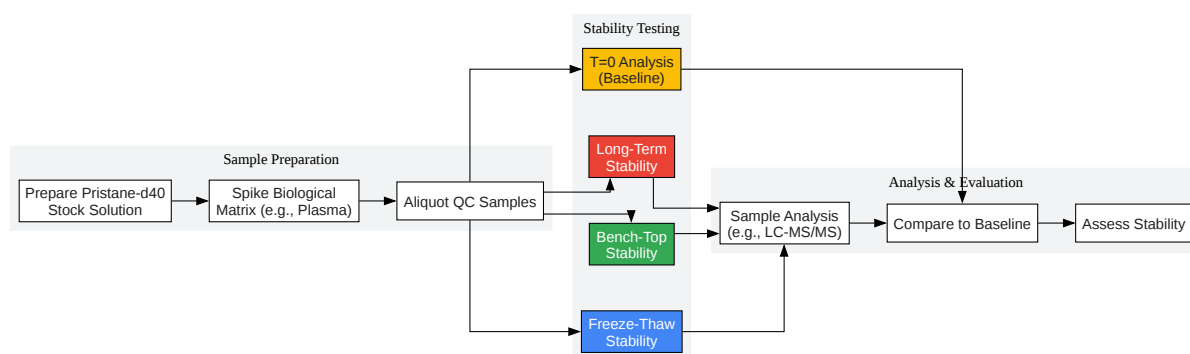 Stability Testing
T=0 Analysis
(Baseline)
Long-Term
Stability
Sample Preparation
Prepare Pristane-d40
Stock Solution
Spike Biological
Matrix (e.g., Plasma)
Aliquot QC Samples
Bench-Top
Stability
Freeze-Thaw
Stability
Analysis & Evaluation
Sample Analysis
(e.g., LC-MS/MS)
Compare to Baseline
Assess Stability